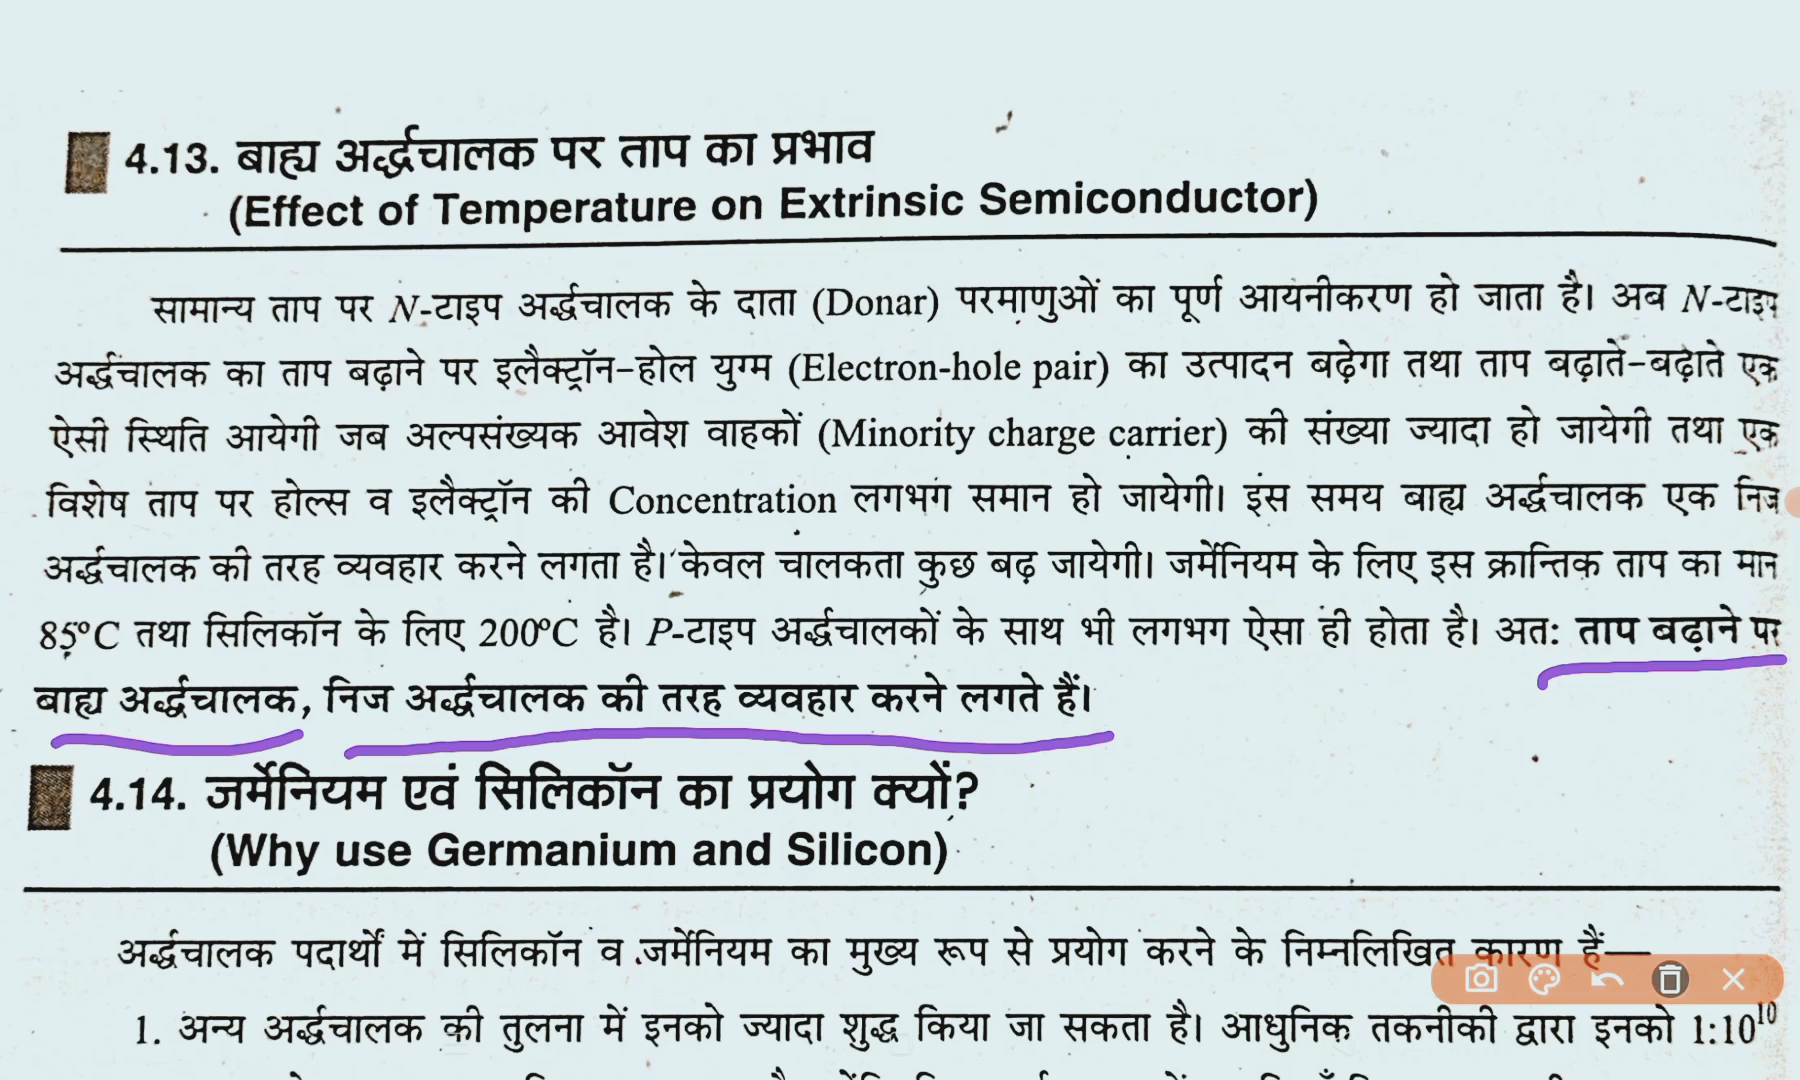 4.13. बाह्य अर्द्धचालक पर ताप का प्रभाव
(Effect of Temperature on Extrinsic Semiconductor)
सामान्य ताप पर N-टाइप अर्द्धचालक के दाता (Donar) परमाणुओं का पूर्ण आयनीकरण हो जाता है। अब N-टाइप
अर्द्धचालक का ताप बढ़ाने पर इलैक्ट्रॉन-होल युग्म (Electron-hole pair) का उत्पादन बढ़ेगा तथा ताप बढ़ाते-बढ़ाते एक
ऐसी स्थिति आयेगी जब अल्पसंख्यक आवेश वाहकों (Minority charge carrier) की संख्या ज्यादा हो जायेगी तथा एक
विशेष ताप पर होल्स व इलैक्ट्रॉन की Concentration लगभग समान हो जायेगी। इस समय बाह्य अर्द्धचालक एक निज
अर्द्धचालक की तरह व्यवहार करने लगता है। केवल चालकता कुछ बढ़ जायेगी। जर्मेनियम के लिए इस क्रान्तिक ताप का मान
85°C तथा सिलिकॉन के लिए 200°C है। P-टाइप अर्द्धचालकों के साथ भी लगभग ऐसा ही होता है। अत: ताप बढ़ाने पर
बाह्य अर्द्धचालक, निज अर्द्धचालक की तरह व्यवहार करने लगते हैं।
4.14. जर्मेनियम एवं सिलिकॉन का प्रयोग क्यों?
(Why use Germanium and Silicon)
अर्द्धचालक पदार्थों में सिलिकॉन व जर्मेनियम का मुख्य रूप से प्रयोग करने के निम्नलिखित कारण हैं—
1. अन्य अर्द्धचालक की तुलना में इनको ज्यादा शुद्ध किया जा सकता है। आधुनिक तकनीकी द्वारा इनको 1:10¹⁰